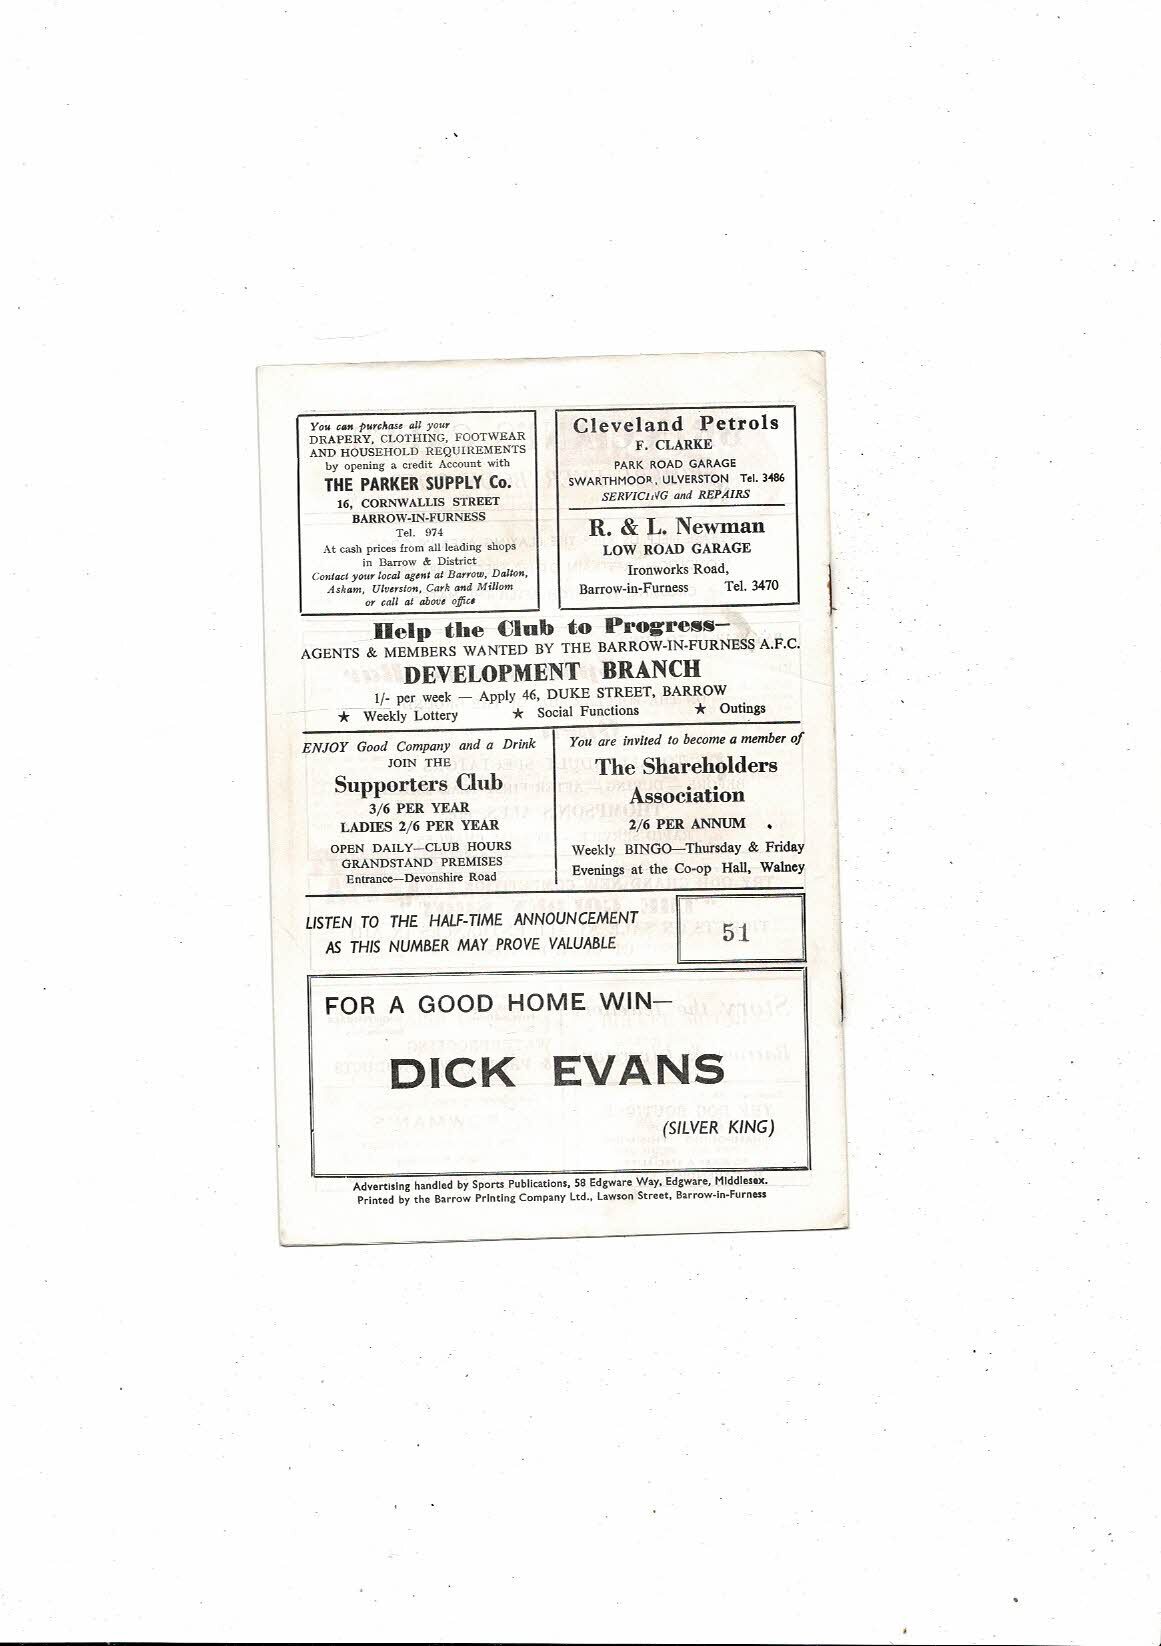 You can purchase all your
DRAPERY, CLOTHING, FOOTWEAR
AND HOUSEHOLD REQUIREMENTS
by opening a credit Account with
THE PARKER SUPPLY Co.
16, CORNWALLIS STREET
BARROW-IN-FURNESS
Tel. 974
At cash prices from all leading shops
in Barrow & District
Contact your local agent at Barrow, Dalton,
Askam, Ulverston, Cark and Millom
or call at above office
Cleveland Petrols
F. CLARKE
PARK ROAD GARAGE
SWARTHMOOR, ULVERSTON Tel. 3486
SERVICING and REPAIRS
R. & L. Newman
LOW ROAD GARAGE
Ironworks Road,
Barrow-in-Furness Tel. 3470
Help the Club to Progress—
AGENTS & MEMBERS WANTED BY THE BARROW-IN-FURNESS A.F.C.
DEVELOPMENT BRANCH
1/- per week — Apply 46, DUKE STREET, BARROW
★ Weekly Lottery ★ Social Functions ★ Outings
ENJOY Good Company and a Drink
JOIN THE
Supporters Club
3/6 PER YEAR
LADIES 2/6 PER YEAR
OPEN DAILY—CLUB HOURS
GRANDSTAND PREMISES
Entrance—Devonshire Road
You are invited to become a member of
The Shareholders
Association
2/6 PER ANNUM
Weekly BINGO—Thursday & Friday
Evenings at the Co-op Hall, Walney
LISTEN TO THE HALF-TIME ANNOUNCEMENT
AS THIS NUMBER MAY PROVE VALUABLE
51
FOR A GOOD HOME WIN—
DICK EVANS
(SILVER KING)
Advertising handled by Sports Publications, 58 Edgware Way, Edgware, Middlesex.
Printed by the Barrow Printing Company Ltd., Lawson Street, Barrow-in-Furness